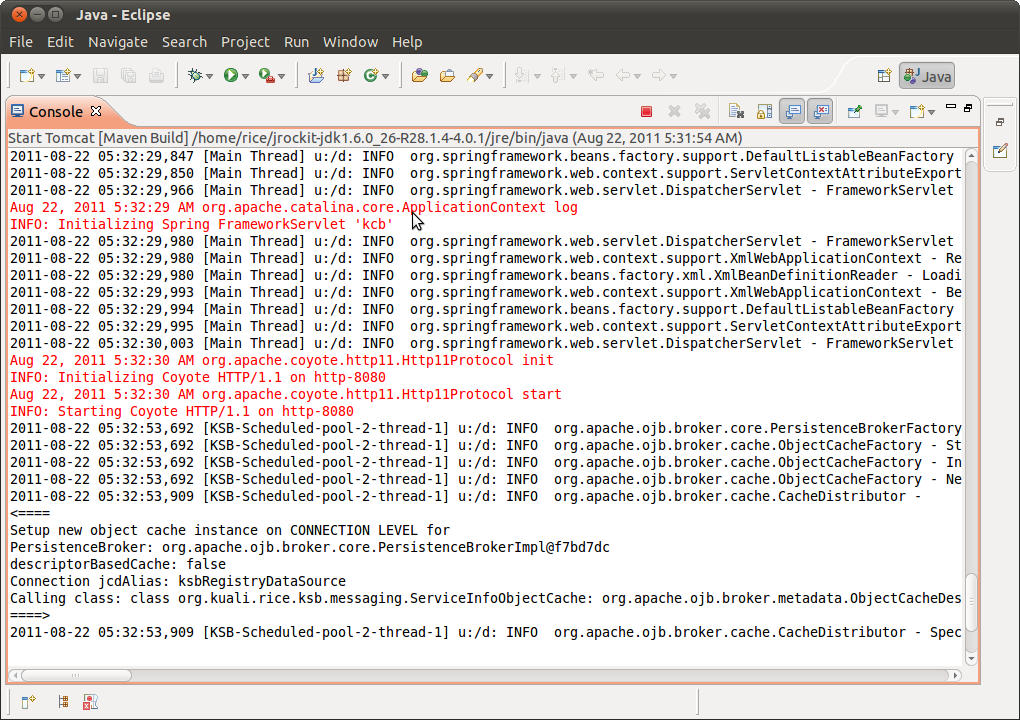 Java - Eclipse
File Edit Navigate Search Project Run Window Help
Java
Console
Start Tomcat [Maven Build] /home/rice/jrockit-jdk1.6.0_26-R28.1.4-4.0.1/jre/bin/java (Aug 22, 2011 5:31:54 AM)
2011-08-22 05:32:29,847 [Main Thread] u:/d: INFO  org.springframework.beans.factory.support.DefaultListableBeanFactory
2011-08-22 05:32:29,850 [Main Thread] u:/d: INFO  org.springframework.web.context.support.ServletContextAttributeExport
2011-08-22 05:32:29,966 [Main Thread] u:/d: INFO  org.springframework.web.servlet.DispatcherServlet - FrameworkServlet
Aug 22, 2011 5:32:29 AM org.apache.catalina.core.ApplicationContext log
INFO: Initializing Spring FrameworkServlet 'kcb'
2011-08-22 05:32:29,980 [Main Thread] u:/d: INFO  org.springframework.web.servlet.DispatcherServlet - FrameworkServlet
2011-08-22 05:32:29,980 [Main Thread] u:/d: INFO  org.springframework.web.context.support.XmlWebApplicationContext - Re
2011-08-22 05:32:29,980 [Main Thread] u:/d: INFO  org.springframework.beans.factory.xml.XmlBeanDefinitionReader - Loadi
2011-08-22 05:32:29,993 [Main Thread] u:/d: INFO  org.springframework.web.context.support.XmlWebApplicationContext - Be
2011-08-22 05:32:29,994 [Main Thread] u:/d: INFO  org.springframework.beans.factory.support.DefaultListableBeanFactory
2011-08-22 05:32:29,995 [Main Thread] u:/d: INFO  org.springframework.web.context.support.ServletContextAttributeExport
2011-08-22 05:32:30,003 [Main Thread] u:/d: INFO  org.springframework.web.servlet.DispatcherServlet - FrameworkServlet
Aug 22, 2011 5:32:30 AM org.apache.coyote.http11.Http11Protocol init
INFO: Initializing Coyote HTTP/1.1 on http-8080
Aug 22, 2011 5:32:30 AM org.apache.coyote.http11.Http11Protocol start
INFO: Starting Coyote HTTP/1.1 on http-8080
2011-08-22 05:32:53,692 [KSB-Scheduled-pool-2-thread-1] u:/d: INFO  org.apache.ojb.broker.core.PersistenceBrokerFactory
2011-08-22 05:32:53,692 [KSB-Scheduled-pool-2-thread-1] u:/d: INFO  org.apache.ojb.broker.cache.ObjectCacheFactory - St
2011-08-22 05:32:53,692 [KSB-Scheduled-pool-2-thread-1] u:/d: INFO  org.apache.ojb.broker.cache.ObjectCacheFactory - In
2011-08-22 05:32:53,692 [KSB-Scheduled-pool-2-thread-1] u:/d: INFO  org.apache.ojb.broker.cache.ObjectCacheFactory - Ne
2011-08-22 05:32:53,909 [KSB-Scheduled-pool-2-thread-1] u:/d: INFO  org.apache.ojb.broker.cache.CacheDistributor -
<====
Setup new object cache instance on CONNECTION LEVEL for
PersistenceBroker: org.apache.ojb.broker.core.PersistenceBrokerImpl@f7bd7dc
descriptorBasedCache: false
Connection jcdAlias: ksbRegistryDataSource
Calling class: class org.kuali.rice.ksb.messaging.ServiceInfoObjectCache: org.apache.ojb.broker.metadata.ObjectCacheDes
====>
2011-08-22 05:32:53,909 [KSB-Scheduled-pool-2-thread-1] u:/d: INFO  org.apache.ojb.broker.cache.CacheDistributor - Spec